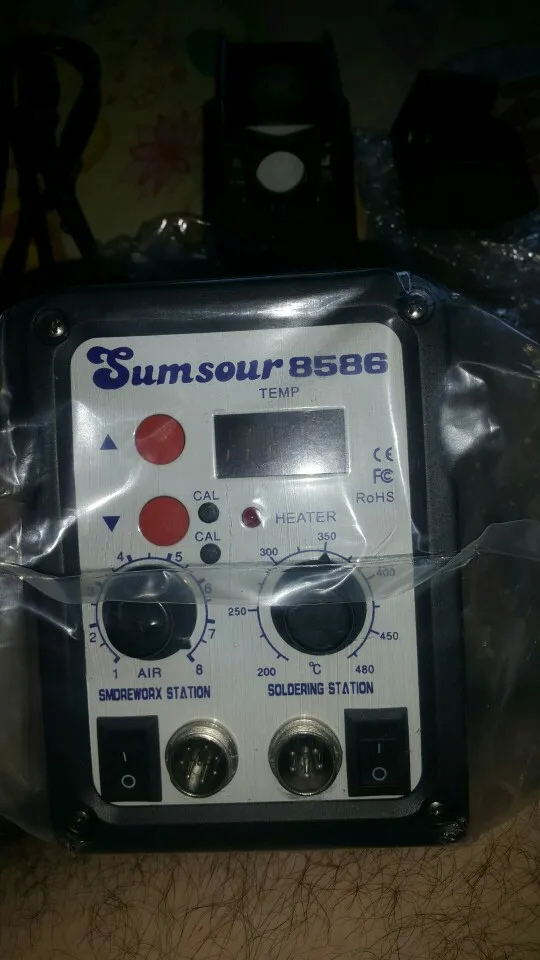 Sumsour 8586
TEMP
▲
CE
FC
RoHS
▼
CAL
HEATER
CAL
1 2 3 4 5 6 7 8
AIR
200 250 300 350 400 450 480
°C
SMDREWORX STATION
SOLDERING STATION
I
O
I
O